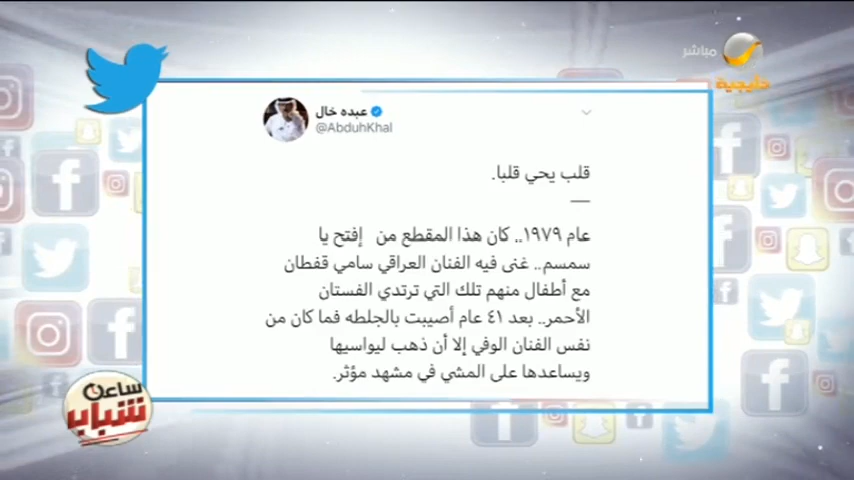 مباشر
خليجية
عبده خال
@AbduhKhal
قلب يحي قلبا.
—
عام ١٩٧٩.. كان هذا المقطع من إفتح يا
سمسم.. غنى فيه الفنان العراقي سامي قفطان
مع أطفال منهم تلك التي ترتدي الفستان
الأحمر.. بعد ٤١ عام أصيبت بالجلطه فما كان من
نفس الفنان الوفي إلا أن ذهب ليواسيها
ويساعدها على المشي في مشهد مؤثر.
ساعة
شباب